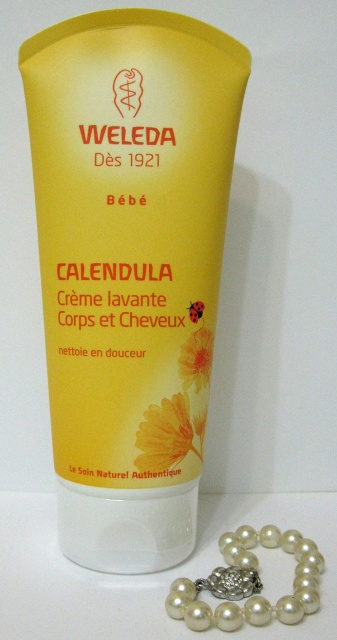 WELEDA
Dès 1921
Bébé
CALENDULA
Crème lavante
Corps et Cheveux
nettoie en douceur
Le Soin Naturel Authentique